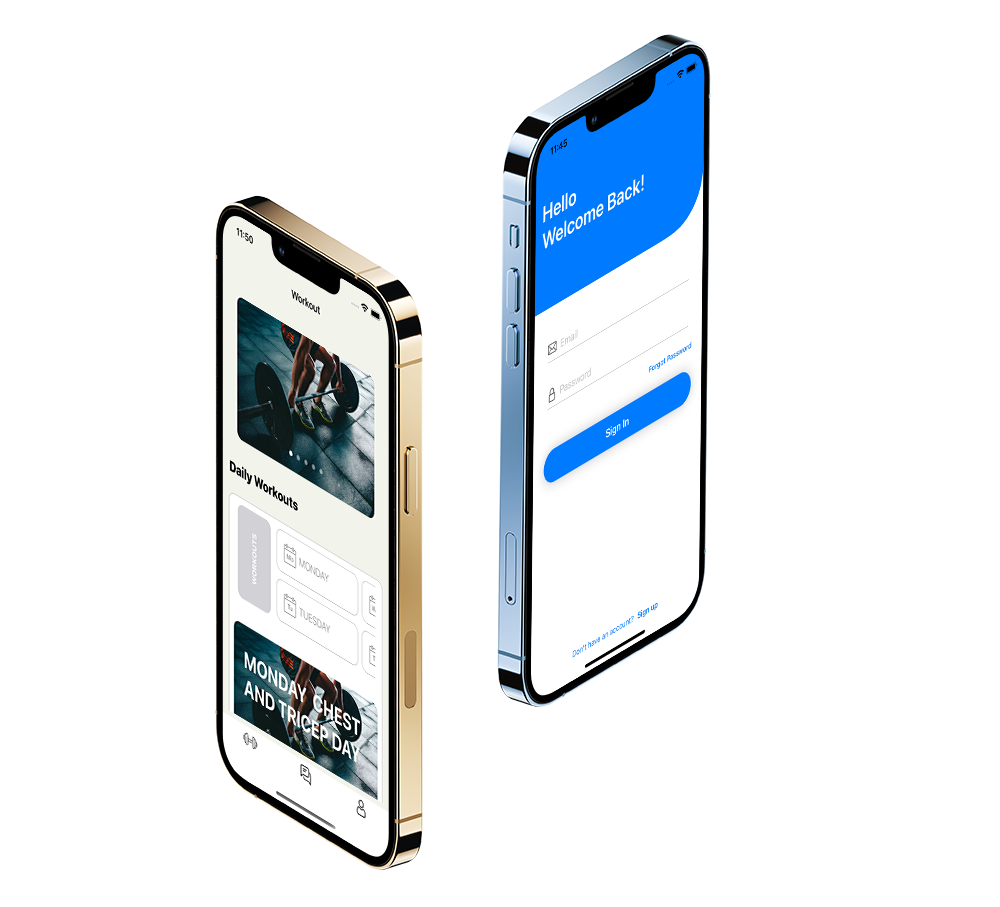 11:50
Workout
Daily Workouts
WORKOUTS
Mo
MONDAY
Tu
TUESDAY
MONDAY CHEST
AND TRICEP DAY
11:45
Hello
Welcome Back!
Email
Password
Forgot Password
Sign In
Don't have an account? Sign up